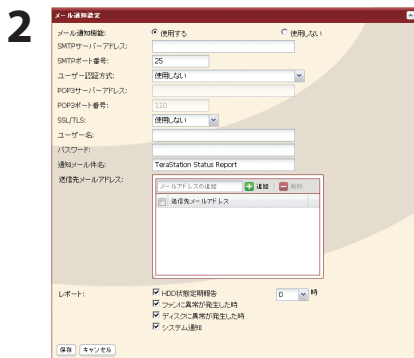 2
メール通知設定
メール通知機能: 使用する 使用しない
SMTPサーバーアドレス:
SMTPポート番号: 25
ユーザー認証方式: 使用しない
POP3サーバーアドレス:
POP3ポート番号: 110
SSL/TLS: 使用しない
ユーザー名:
パスワード:
通知メール件名: TeraStation Status Report
送信先メールアドレス:
メールアドレスの追加 追加 削除
送信先メールアドレス
レポート: HDD状態定期報告 0 時
ファンに異常が発生した時
ディスクに異常が発生した時
システム通知
保存 キャンセル